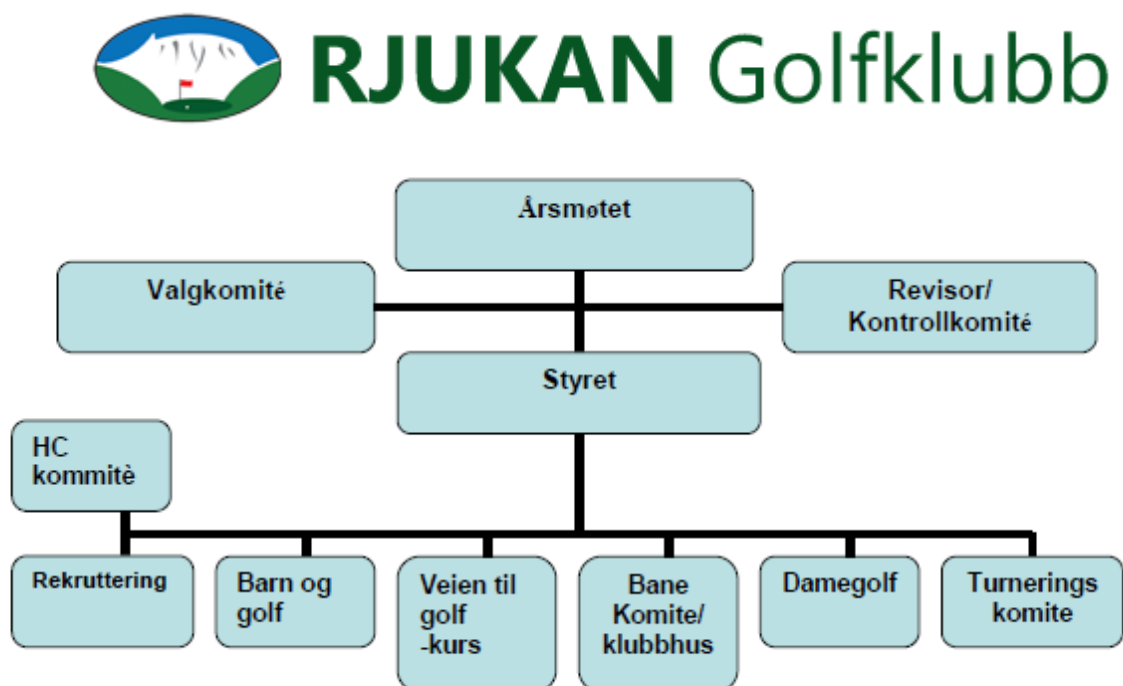 RJUKAN Golfklubb
Årsmøtet
Valgkomité
Revisor/
Kontrollkomité
Styret
HC
kommitè
Rekruttering
Barn og
golf
Veien til
golf
-kurs
Bane
Komite/
klubbhus
Damegolf
Turnerings
komite